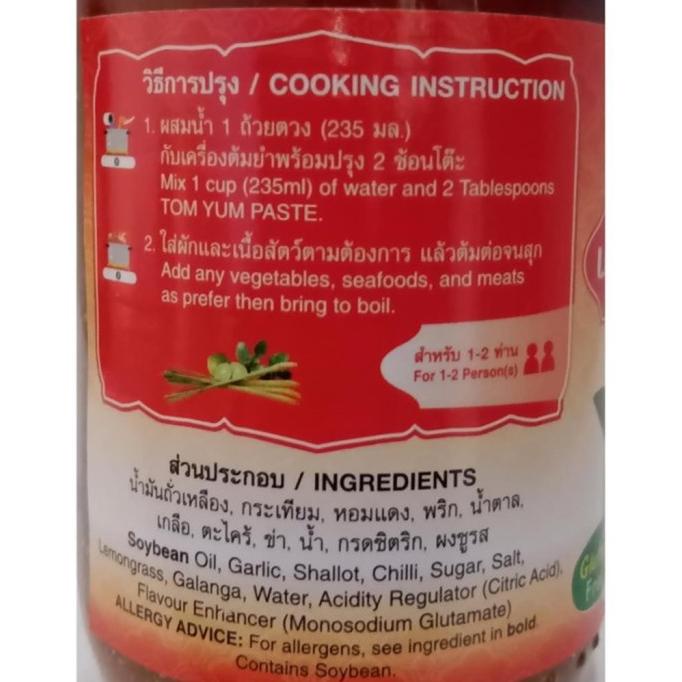 วิธีการปรุง / COOKING INSTRUCTION
1. ผสมน้ำ 1 ถ้วยตวง (235 มล.)
กับเครื่องต้มยำพร้อมปรุง 2 ช้อนโต๊ะ
Mix 1 cup (235ml) of water and 2 Tablespoons
TOM YUM PASTE.
2. ใส่ผักและเนื้อสัตว์ตามต้องการ แล้วต้มต่อจนสุก
Add any vegetables, seafoods, and meats
as prefer then bring to boil.
สำหรับ 1-2 ท่าน
For 1-2 Person(s)
ส่วนประกอบ / INGREDIENTS
น้ำมันถั่วเหลือง, กระเทียม, หอมแดง, พริก, น้ำตาล,
เกลือ, ตะไคร้, ข่า, น้ำ, กรดซิตริก, ผงชูรส
Soybean Oil, Garlic, Shallot, Chilli, Sugar, Salt,
Lemongrass, Galanga, Water, Acidity Regulator (Citric Acid),
Flavour Enhancer (Monosodium Glutamate)
ALLERGY ADVICE: For allergens, see ingredient in bold.
Contains Soybean.